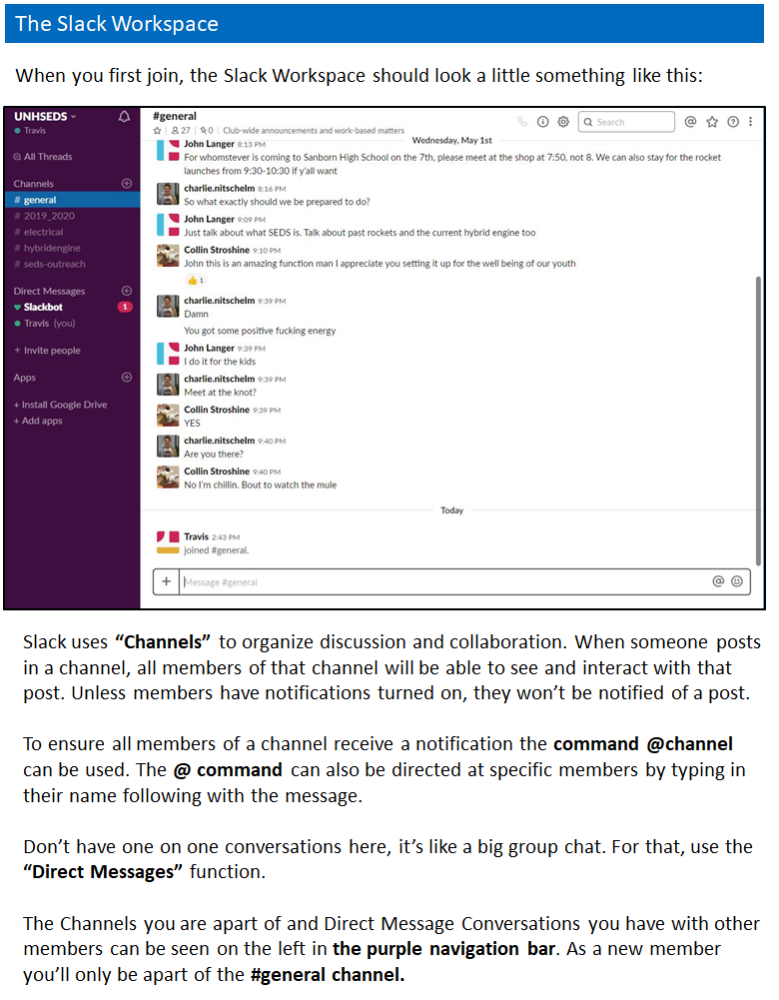 The Slack Workspace
When you first join, the Slack Workspace should look a little something like this:
UNHSEDS
Travis
All Threads
Channels
# general
# 2019_2020
# electrical
# hybridengine
# seds-outreach
Direct Messages
Slackbot 1
Travis (you)
+ Invite people
Apps
+ Install Google Drive
+ Add apps
#general
27 | 0 | Club-wide announcements and work-based matters
Search
Wednesday, May 1st
John Langer 8:13 PM
For whomstever is coming to Sanborn High School on the 7th, please meet at the shop at 7:50, not 8. We can also stay for the rocket
launches from 9:30-10:30 if y'all want
charlie.nitschelm 8:16 PM
So what exactly should we be prepared to do?
John Langer 9:09 PM
Just talk about what SEDS is. Talk about past rockets and the current hybrid engine too
Collin Stroshine 9:10 PM
John this is an amazing function man I appreciate you setting it up for the well being of our youth
1
charlie.nitschelm 9:39 PM
Damn
You got some positive fucking energy
John Langer 9:39 PM
I do it for the kids
charlie.nitschelm 9:39 PM
Meet at the knot?
Collin Stroshine 9:39 PM
YES
charlie.nitschelm 9:40 PM
Are you there?
Collin Stroshine 9:40 PM
No I'm chillin. Bout to watch the mule
Today
Travis 2:43 PM
joined #general.
Message #general
Slack uses “Channels” to organize discussion and collaboration. When someone posts
in a channel, all members of that channel will be able to see and interact with that
post. Unless members have notifications turned on, they won’t be notified of a post.
To ensure all members of a channel receive a notification the command @channel
can be used. The @ command can also be directed at specific members by typing in
their name following with the message.
Don’t have one on one conversations here, it’s like a big group chat. For that, use the
“Direct Messages” function.
The Channels you are apart of and Direct Message Conversations you have with other
members can be seen on the left in the purple navigation bar. As a new member
you’ll only be apart of the #general channel.